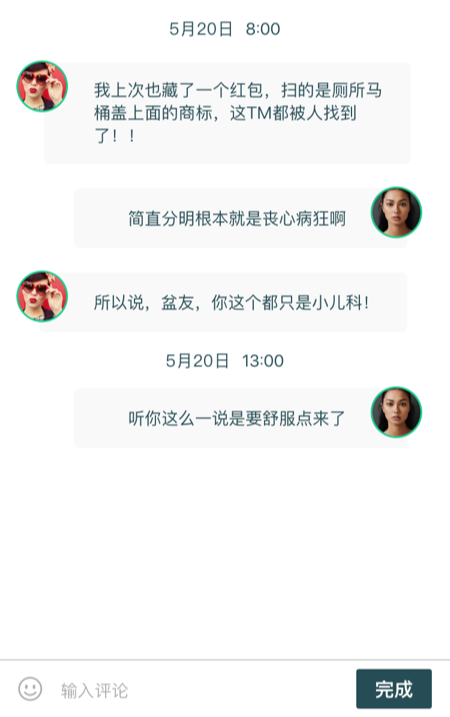 5月20日 8:00
我上次也藏了一个红包，扫的是厕所马
桶盖上面的商标，这TM都被人找到
了！！
简直分明根本就是丧心病狂啊
所以说，盆友，你这个都只是小儿科！
5月20日 13:00
听你这么一说是要舒服点来了
输入评论
完成